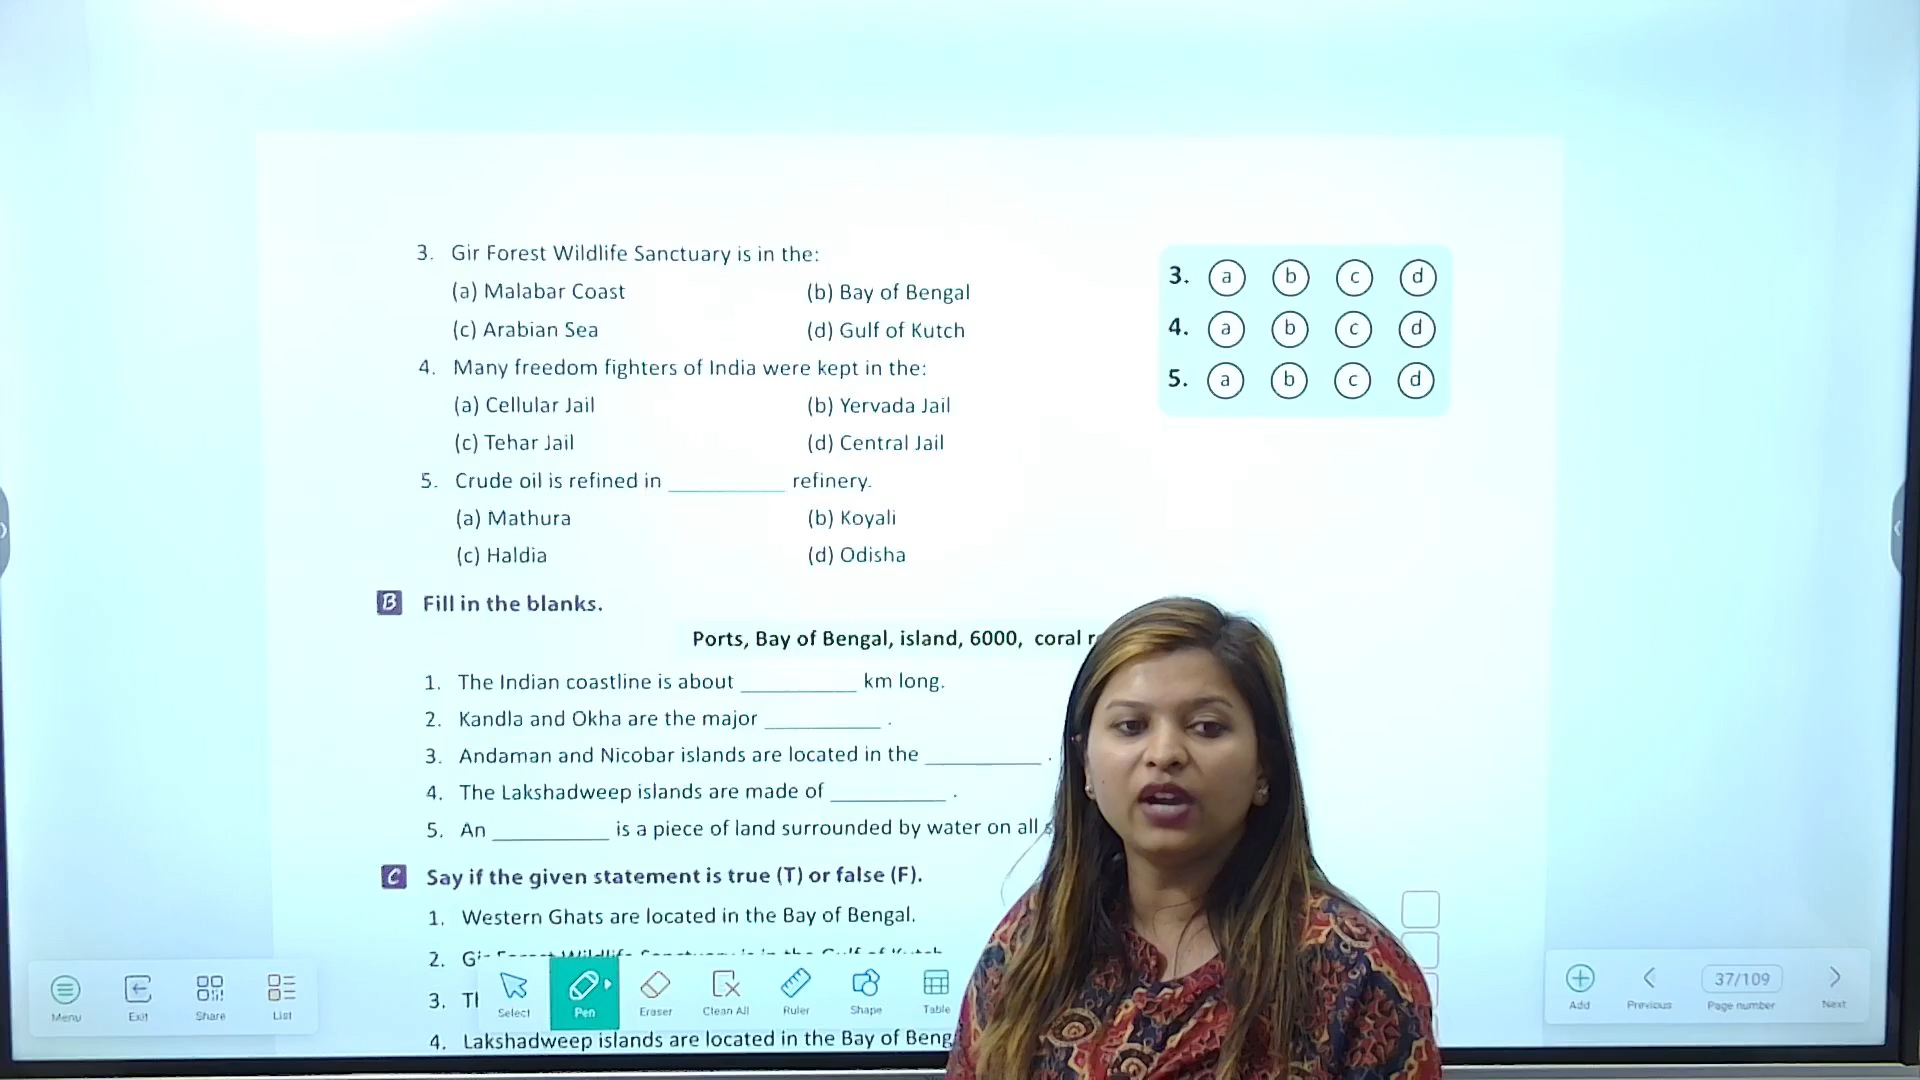 3. Gir Forest Wildlife Sanctuary is in the:
(a) Malabar Coast (b) Bay of Bengal
(c) Arabian Sea (d) Gulf of Kutch
4. Many freedom fighters of India were kept in the:
(a) Cellular Jail (b) Yervada Jail
(c) Tehar Jail (d) Central Jail
5. Crude oil is refined in __________ refinery.
(a) Mathura (b) Koyali
(c) Haldia (d) Odisha
3. a b c d
4. a b c d
5. a b c d
B Fill in the blanks.
Ports, Bay of Bengal, island, 6000, coral
1. The Indian coastline is about __________ km long.
2. Kandla and Okha are the major __________ .
3. Andaman and Nicobar islands are located in the __________ .
4. The Lakshadweep islands are made of __________ .
5. An __________ is a piece of land surrounded by water on all
C Say if the given statement is true (T) or false (F).
1. Western Ghats are located in the Bay of Bengal.
2.
3.
4. Lakshadweep islands are located in the Bay of Beng
Menu Exit Share List
Select Pen Eraser Clean All Ruler Shape Table
Add Previous 37/109 Page number Next